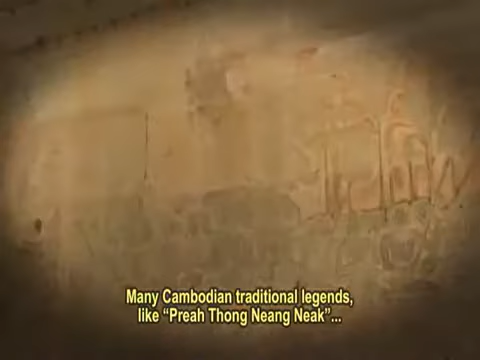 Many Cambodian traditional legends,
like “Preah Thong Neang Neak”...